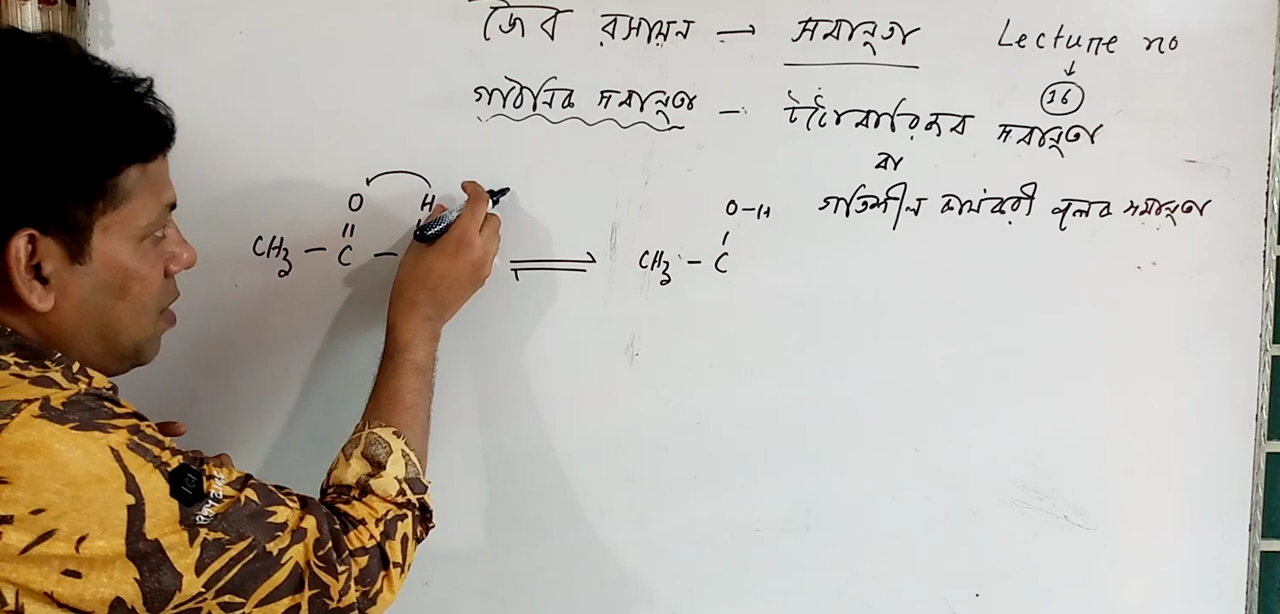 জৈব রসায়ন → সমানুতা Lecture no
↓
16
গাঠনিক সমানুতা - টটোমারিজম সমানুতা
বা
গতিশীল কার্যকরী মূলক সমানুতা
O H O-H
|| |
CH3 - C - ⇌ CH3 - C